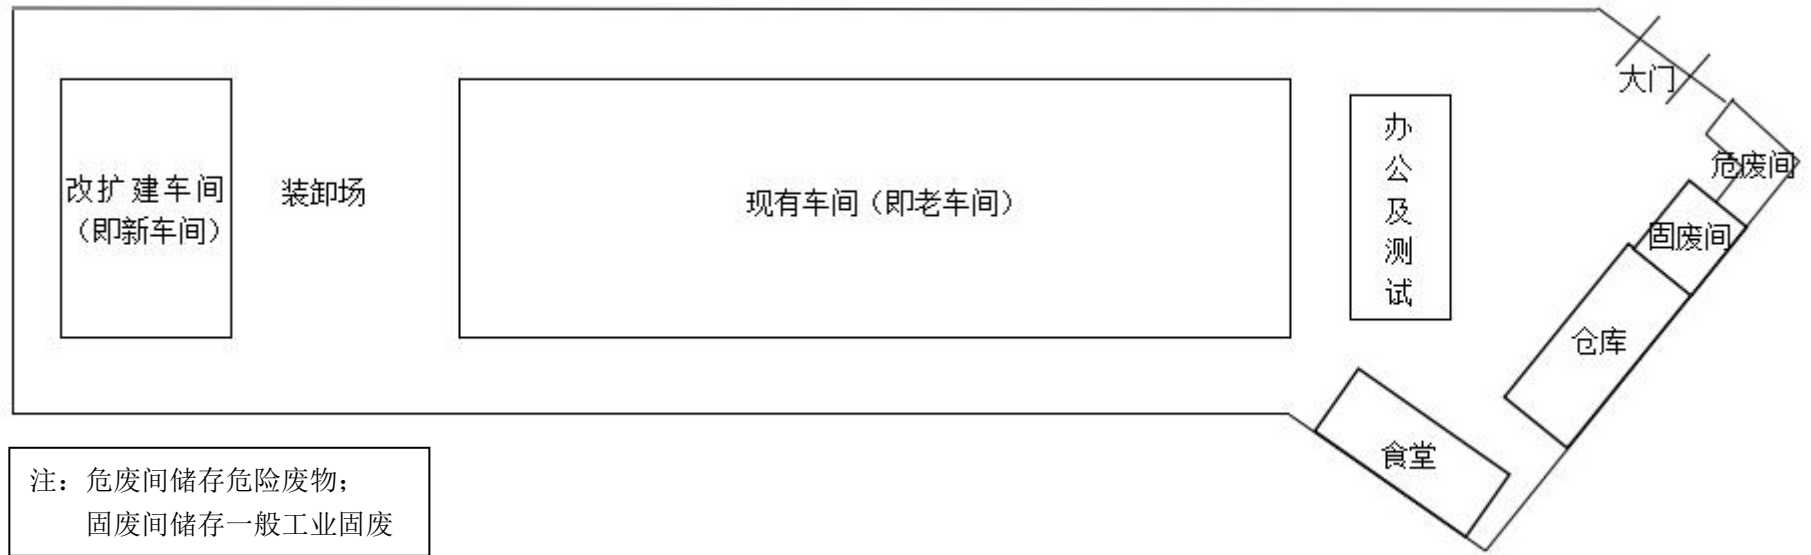 大门
办公及测试
危废间
改扩建车间
（即新车间）
装卸场
现有车间（即老车间）
固废间
仓库
食堂
注：危废间储存危险废物；
固废间储存一般工业固废